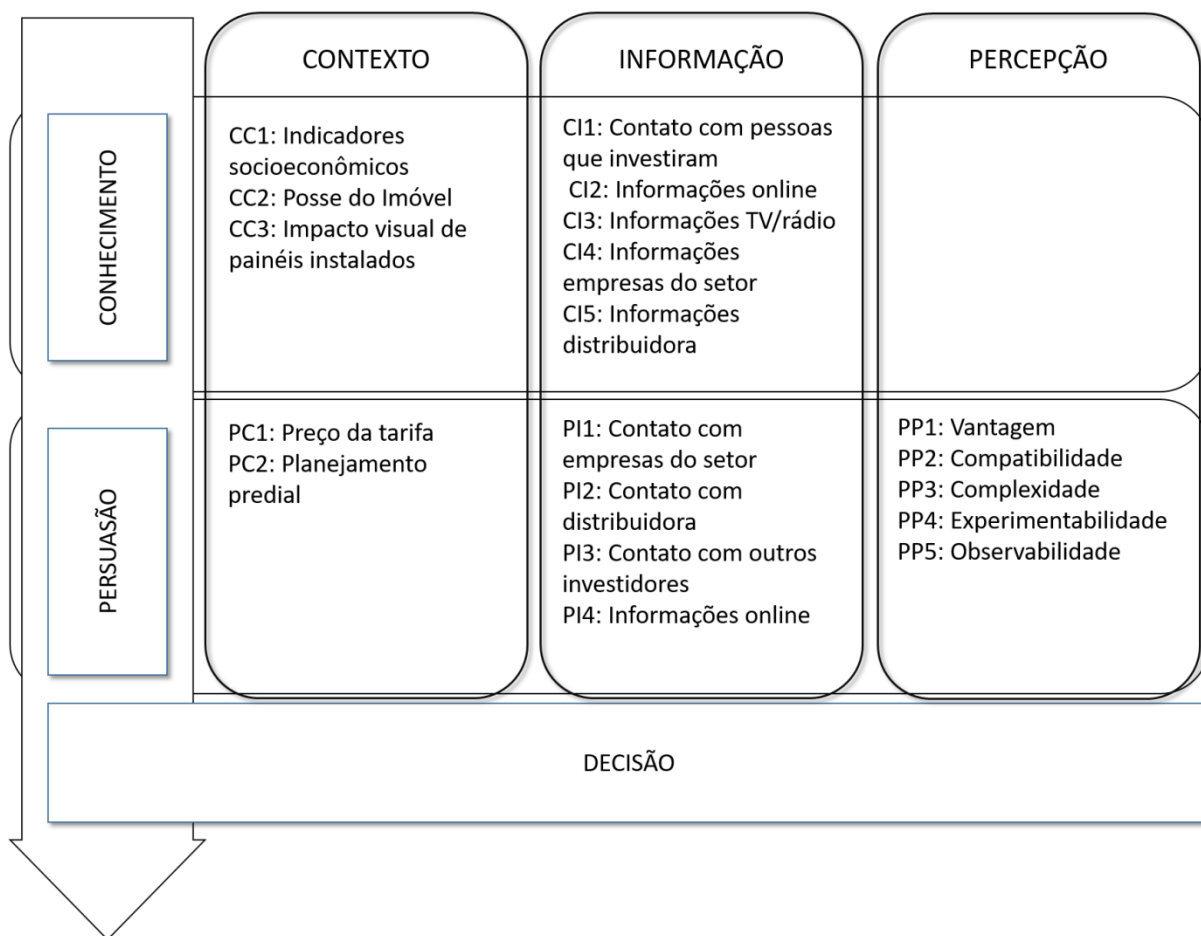 CONTEXTO
INFORMAÇÃO
PERCEPÇÃO
CONHECIMENTO
CC1: Indicadores
socioeconômicos
CC2: Posse do Imóvel
CC3: Impacto visual de
painéis instalados
CI1: Contato com pessoas
que investiram
CI2: Informações online
CI3: Informações TV/rádio
CI4: Informações
empresas do setor
CI5: Informações
distribuidora
PERSUASÃO
PC1: Preço da tarifa
PC2: Planejamento
predial
PI1: Contato com
empresas do setor
PI2: Contato com
distribuidora
PI3: Contato com outros
investidores
PI4: Informações online
PP1: Vantagem
PP2: Compatibilidade
PP3: Complexidade
PP4: Experimentabilidade
PP5: Observabilidade
DECISÃO